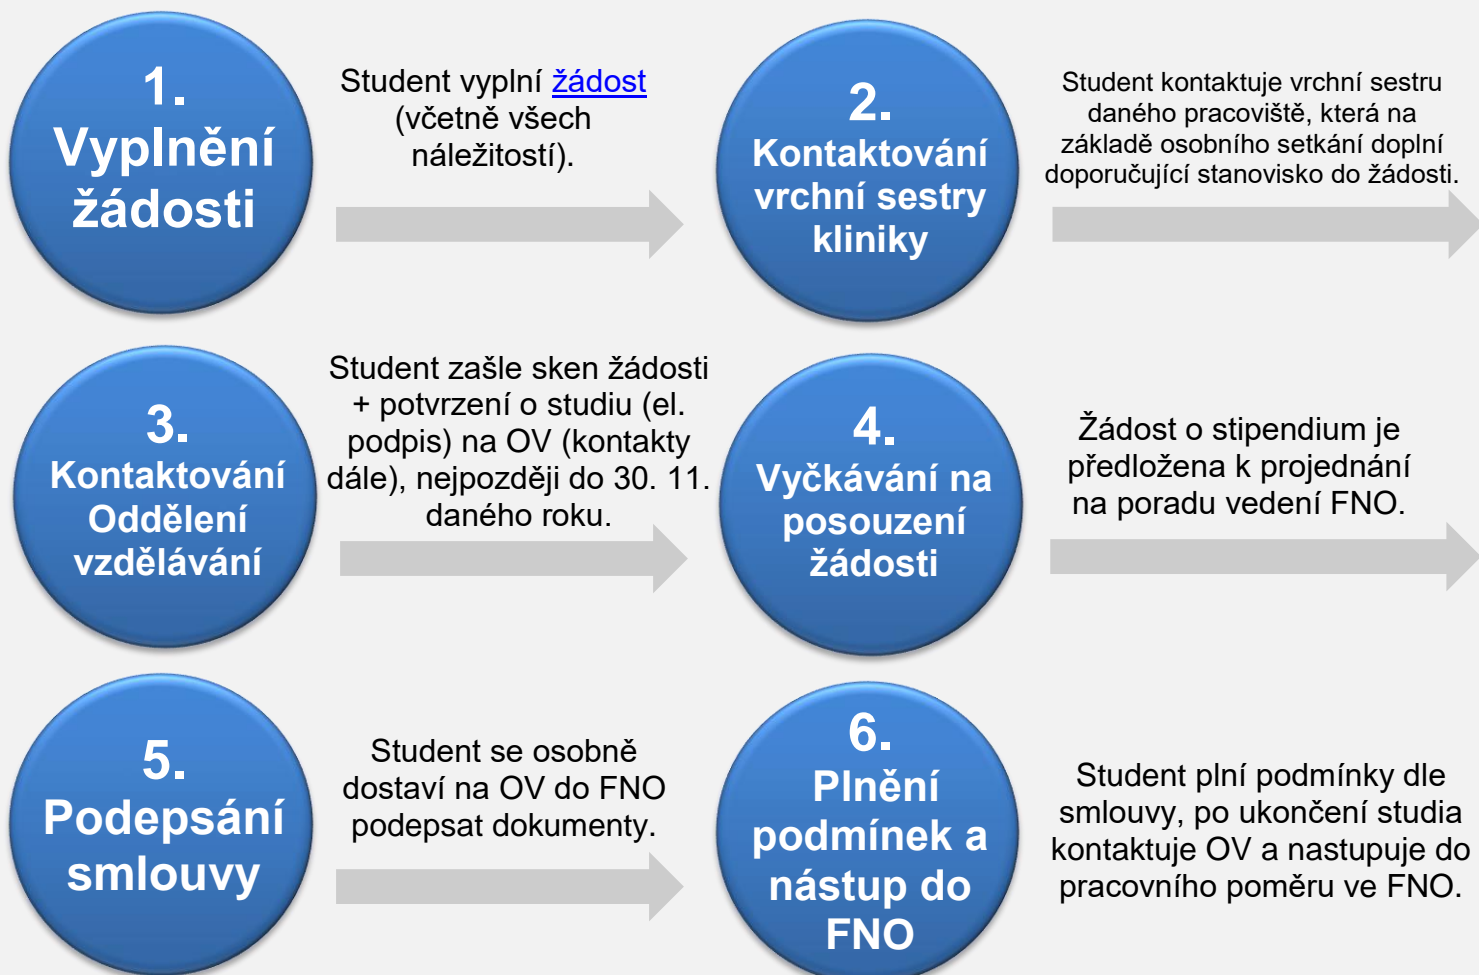 1.
Vyplnění
žádosti
Student vyplní žádost
(včetně všech
náležitostí).
2.
Kontaktování
vrchní sestry
kliniky
Student kontaktuje vrchní sestru
daného pracoviště, která na
základě osobního setkání doplní
doporučující stanovisko do žádosti.
3.
Kontaktování
Oddělení
vzdělávání
Student zašle sken žádosti
+ potvrzení o studiu (el.
podpis) na OV (kontakty
dále), nejpozději do 30. 11.
daného roku.
4.
Vyčkávání na
posouzení
žádosti
Žádost o stipendium je
předložena k projednání
na poradu vedení FNO.
5.
Podepsání
smlouvy
Student se osobně
dostaví na OV do FNO
podepsat dokumenty.
6.
Plnění
podmínek a
nástup do
FNO
Student plní podmínky dle
smlouvy, po ukončení studia
kontaktuje OV a nastupuje do
pracovního poměru ve FNO.